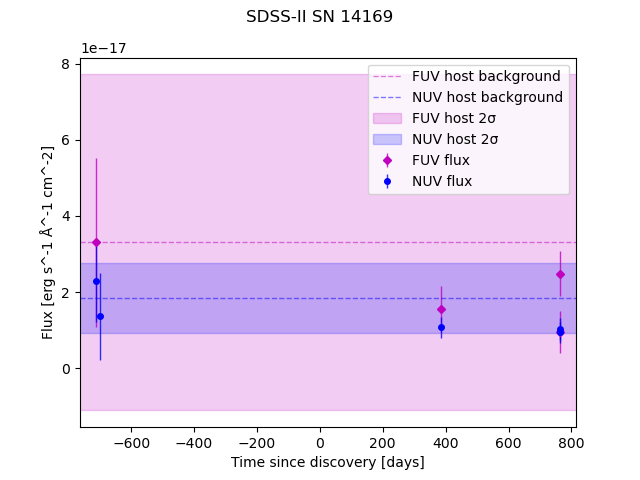 SDSS-II SN 14169
1e−17
8
6
4
2
0
Flux [erg s^-1 Å^-1 cm^-2]
FUV host background
NUV host background
FUV host 2σ
NUV host 2σ
FUV flux
NUV flux
−600 −400 −200 0 200 400 600 800
Time since discovery [days]